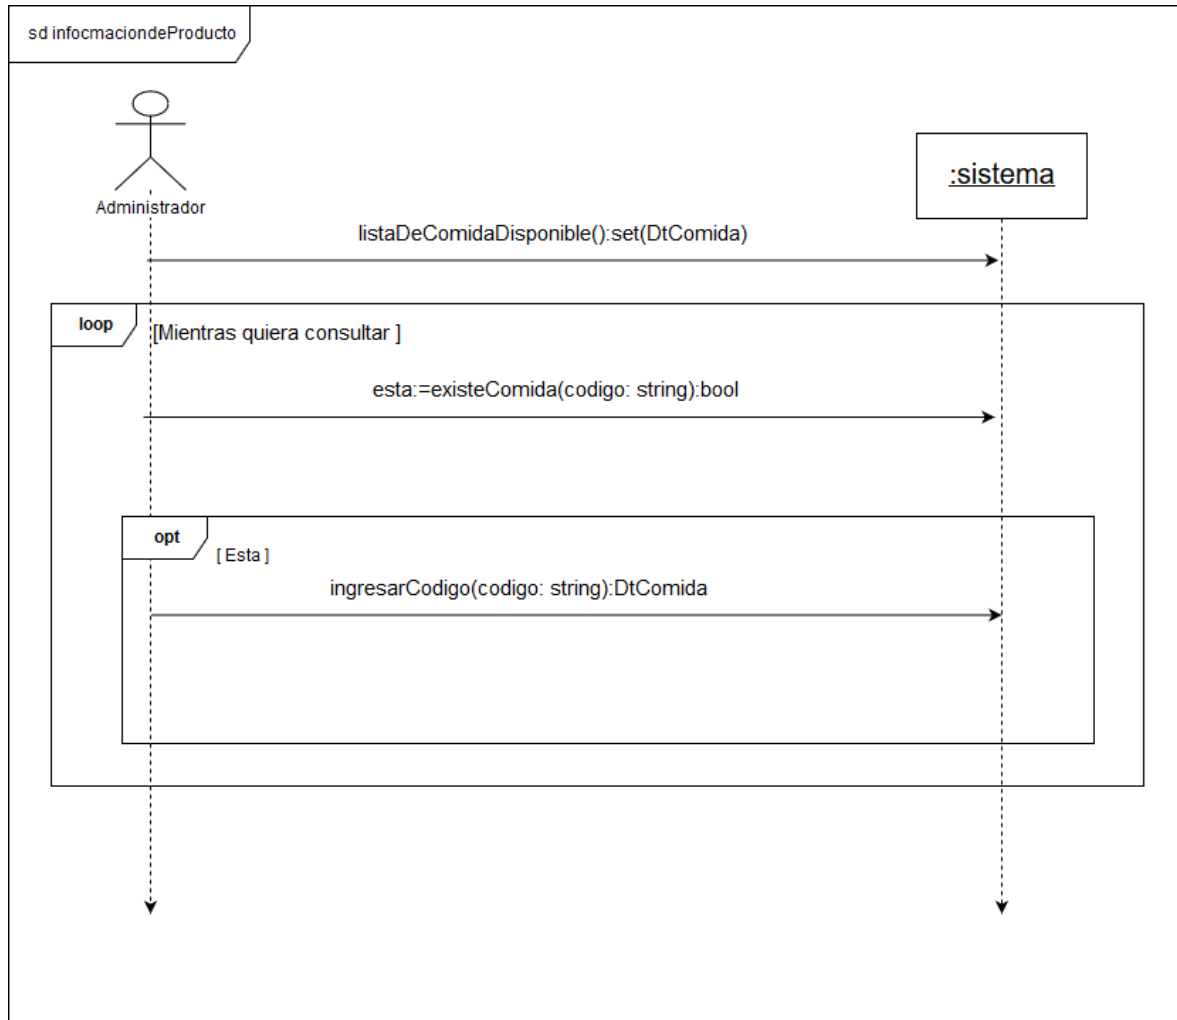 sd infocmaciondeProducto
Administrador
:sistema
listaDeComidaDisponible():set(DtComida)
loop
[Mientras quiera consultar ]
esta:=existeComida(codigo: string):bool
opt
[ Esta ]
ingresarCodigo(codigo: string):DtComida